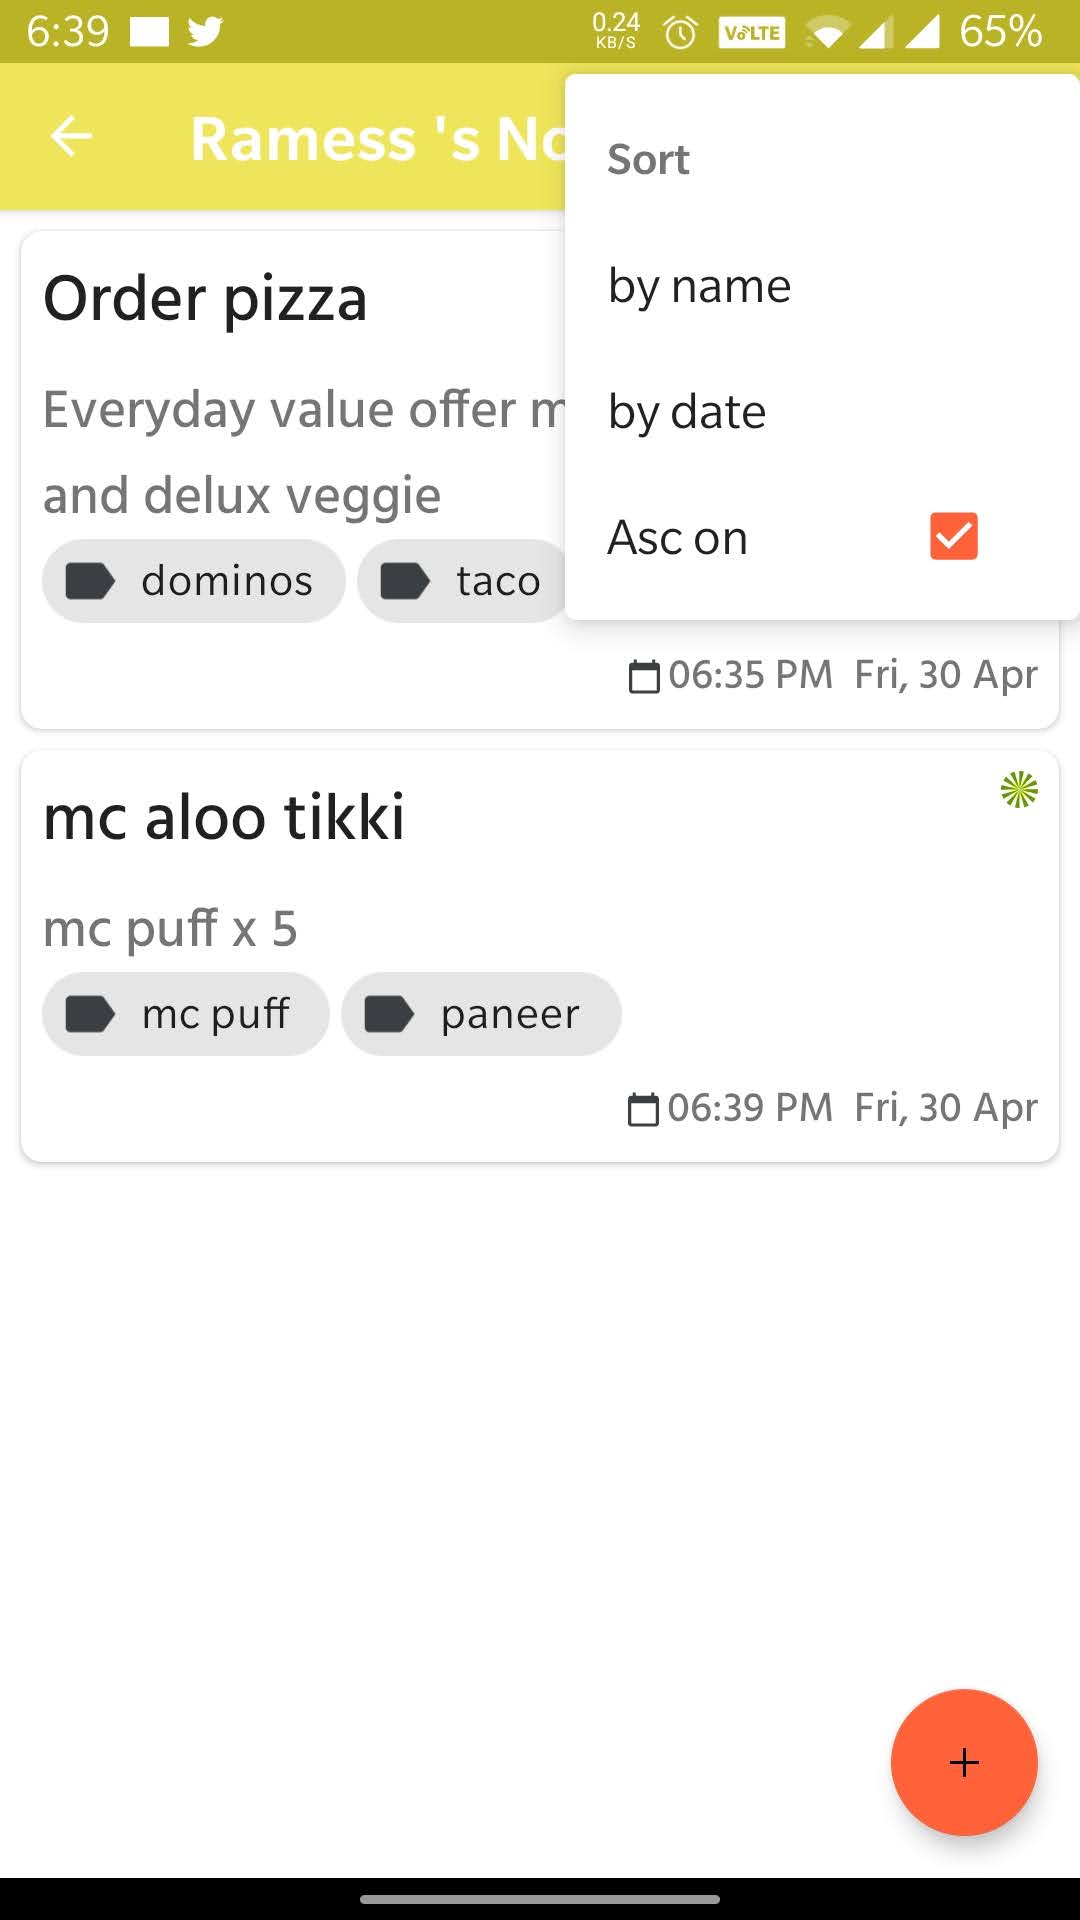 6:39 0.24 KB/S VoLTE 65%
Ramess 's No
Sort
by name
by date
Asc on
Order pizza
Everyday value offer
and delux veggie
dominos taco
06:35 PM Fri, 30 Apr
mc aloo tikki
mc puff x 5
mc puff paneer
06:39 PM Fri, 30 Apr